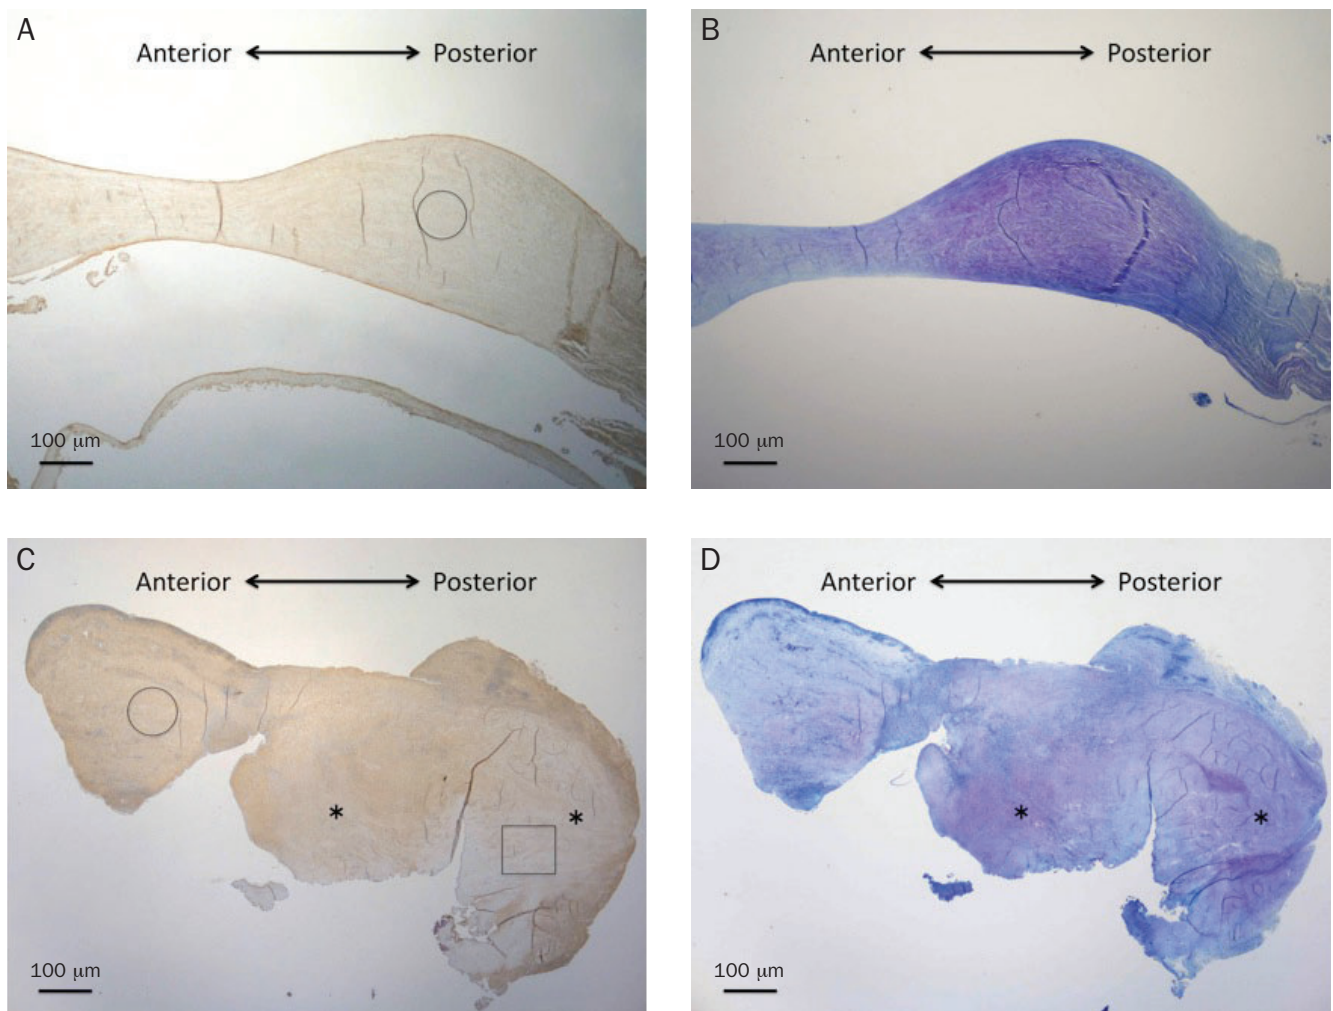 A
Anterior Posterior
100 μm
B
Anterior Posterior
100 μm
C
Anterior Posterior
*
*
100 μm
D
Anterior Posterior
*
*
100 μm